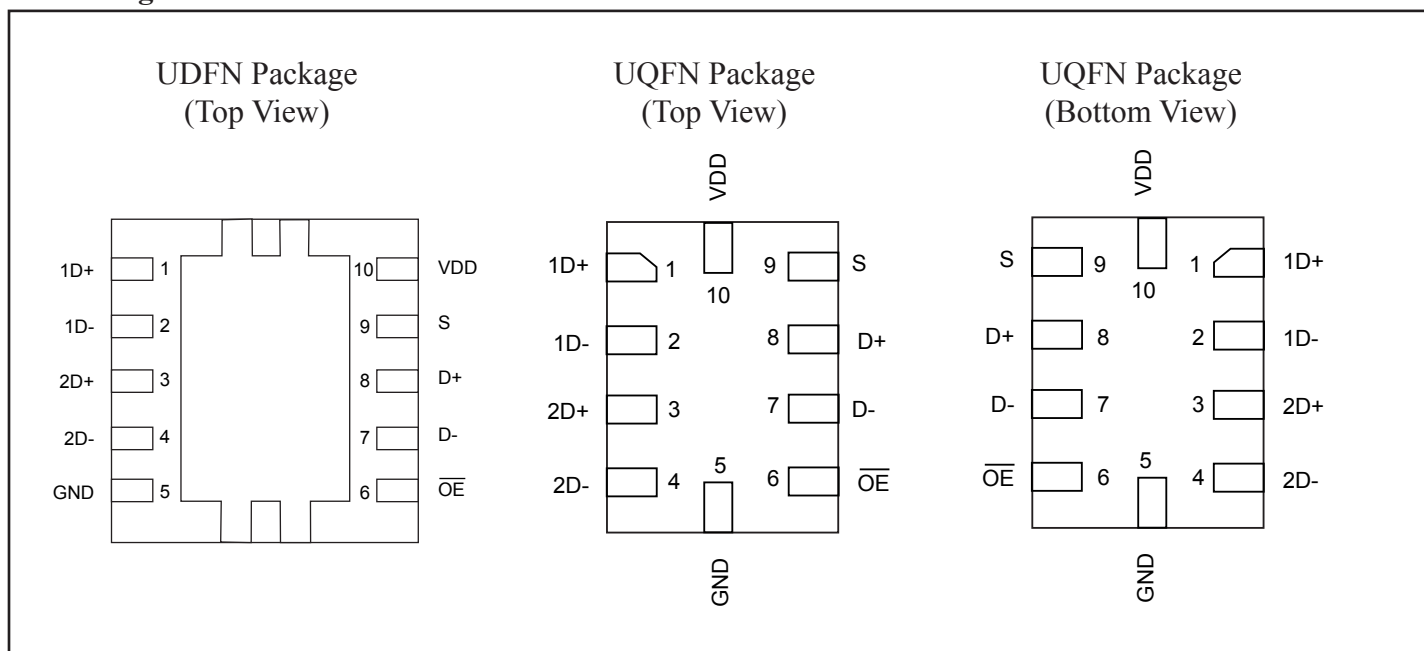 UDFN Package
(Top View)
1D+ 1 10 VDD
1D- 2 9 S
2D+ 3 8 D+
2D- 4 7 D-
GND 5 6 O̅E̅
UQFN Package
(Top View)
VDD
1D+ 1 10 9 S
1D- 2 8 D+
2D+ 3 7 D-
2D- 4 5 6 O̅E̅
GND
UQFN Package
(Bottom View)
VDD
S 9 10 1 1D+
D+ 8 2 1D-
D- 7 3 2D+
O̅E̅ 6 5 4 2D-
GND